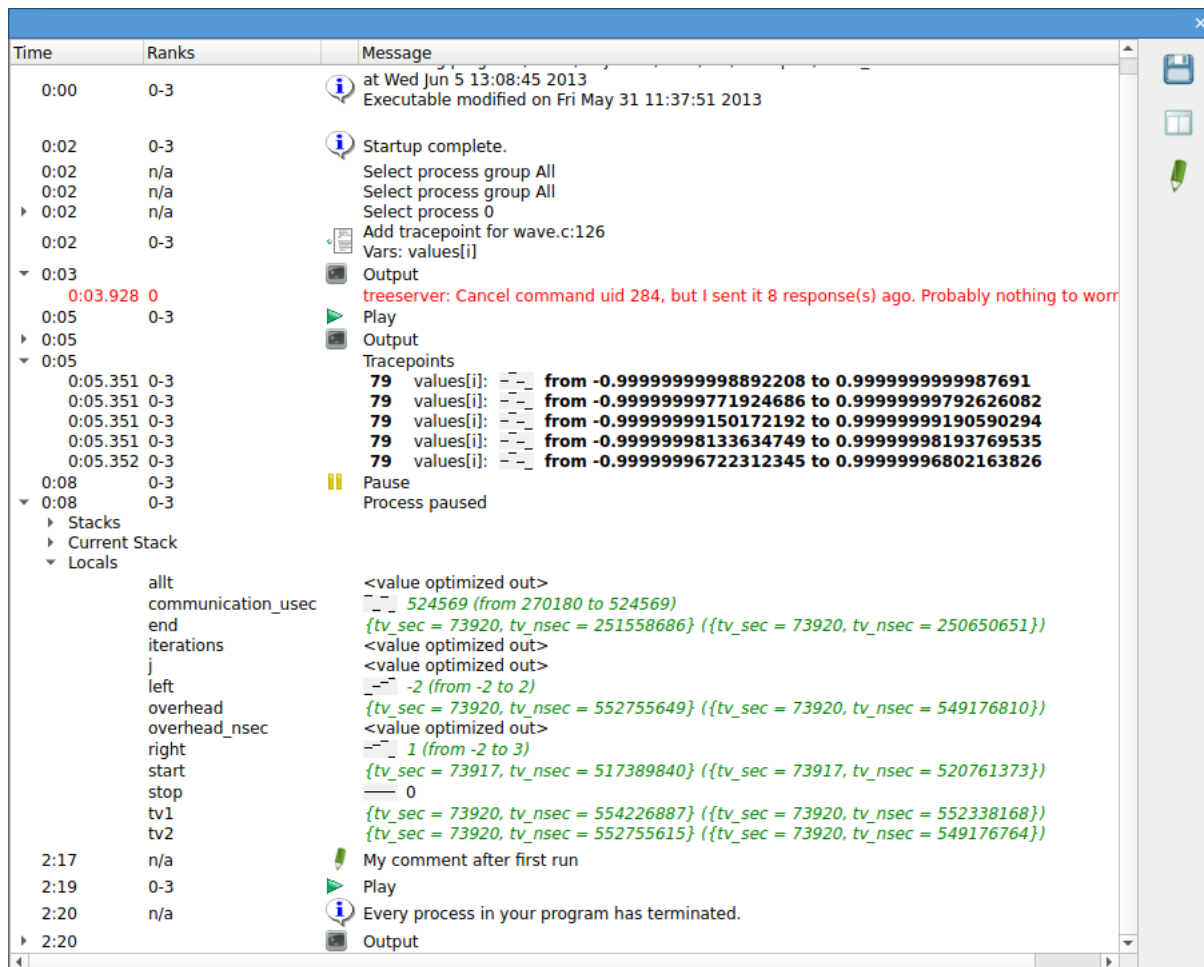 Time Ranks Message
0:00 0-3 at Wed Jun 5 13:08:45 2013
Executable modified on Fri May 31 11:37:51 2013
0:02 0-3 Startup complete.
0:02 n/a Select process group All
0:02 n/a Select process group All
0:02 n/a Select process 0
0:02 0-3 Add tracepoint for wave.c:126
Vars: values[i]
0:03 Output
0:03.928 0 treeserver: Cancel command uid 284, but I sent it 8 response(s) ago. Probably nothing to worr
0:05 0-3 Play
0:05 Output
0:05 Tracepoints
0:05.351 0-3 79 values[i]: from -0.99999999998892208 to 0.9999999999987691
0:05.351 0-3 79 values[i]: from -0.99999999771924686 to 0.99999999792626082
0:05.351 0-3 79 values[i]: from -0.99999999150172192 to 0.99999999190590294
0:05.351 0-3 79 values[i]: from -0.99999998133634749 to 0.99999998193769535
0:05.352 0-3 79 values[i]: from -0.99999996722312345 to 0.99999996802163826
0:08 0-3 Pause
0:08 0-3 Process paused
Stacks
Current Stack
Locals
allt <value optimized out>
communication_usec 524569 (from 270180 to 524569)
end {tv_sec = 73920, tv_nsec = 251558686} ({tv_sec = 73920, tv_nsec = 250650651})
iterations <value optimized out>
j <value optimized out>
left -2 (from -2 to 2)
overhead {tv_sec = 73920, tv_nsec = 552755649} ({tv_sec = 73920, tv_nsec = 549176810})
overhead_nsec <value optimized out>
right 1 (from -2 to 3)
start {tv_sec = 73917, tv_nsec = 517389840} ({tv_sec = 73917, tv_nsec = 520761373})
stop 0
tv1 {tv_sec = 73920, tv_nsec = 554226887} ({tv_sec = 73920, tv_nsec = 552338168})
tv2 {tv_sec = 73920, tv_nsec = 552755615} ({tv_sec = 73920, tv_nsec = 549176764})
2:17 n/a My comment after first run
2:19 0-3 Play
2:20 n/a Every process in your program has terminated.
2:20 Output